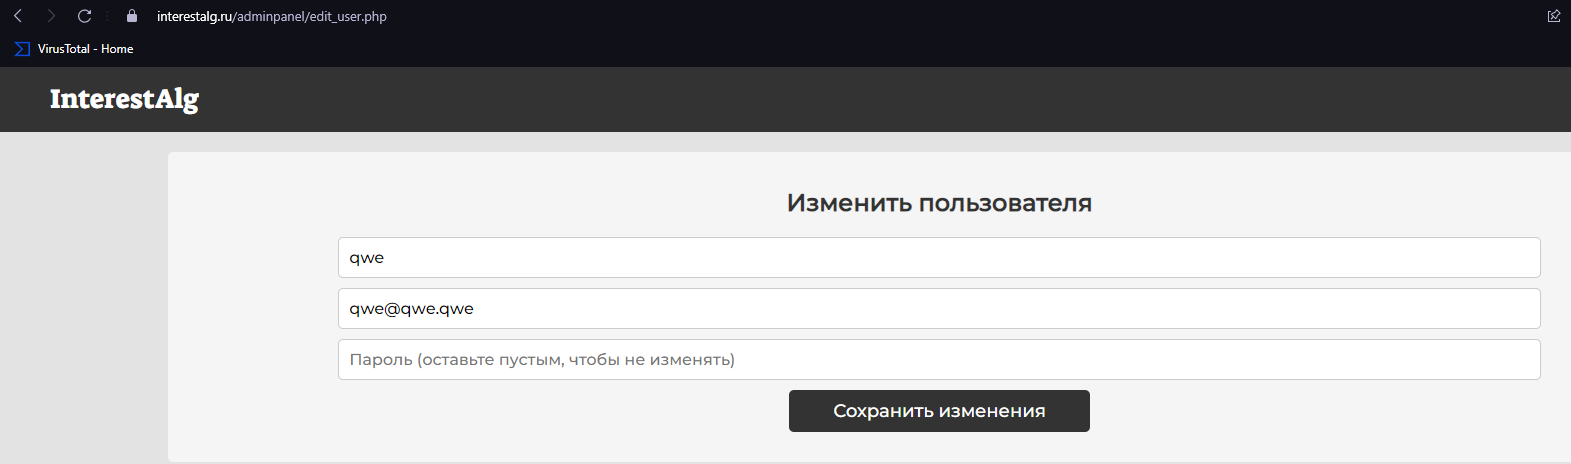 interestalg.ru/adminpanel/edit_user.php
VirusTotal - Home
InterestAlg
Изменить пользователя
qwe
qwe@qwe.qwe
Пароль (оставьте пустым, чтобы не изменять)
Сохранить изменения